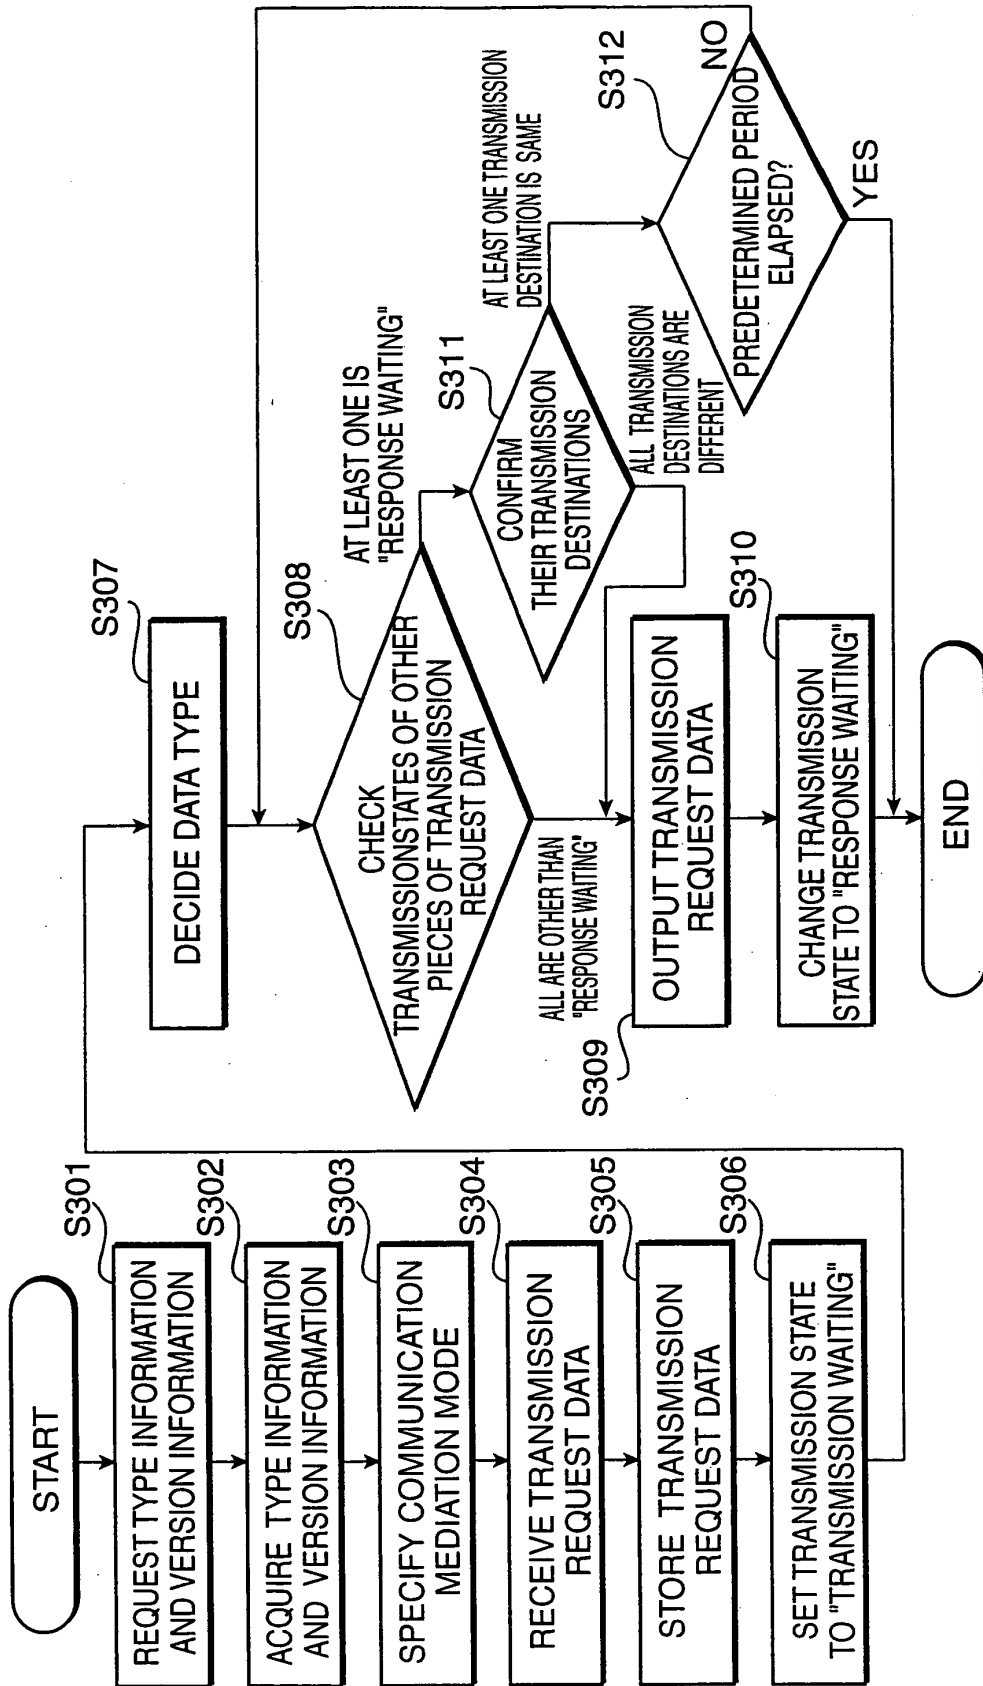 START
S301
REQUEST TYPE INFORMATION
AND VERSION INFORMATION
S302
ACQUIRE TYPE INFORMATION
AND VERSION INFORMATION
S303
SPECIFY COMMUNICATION
MEDIATION MODE
S304
RECEIVE TRANSMISSION
REQUEST DATA
S305
STORE TRANSMISSION
REQUEST DATA
S306
SET TRANSMISSION STATE
TO "TRANSMISSION WAITING"
S307
DECIDE DATA TYPE
S308
CHECK
TRANSMISSIONSTATES OF OTHER
PIECES OF TRANSMISSION
REQUEST DATA
AT LEAST ONE IS
"RESPONSE WAITING"
ALL ARE OTHER THAN
"RESPONSE WAITING"
S311
CONFIRM
THEIR TRANSMISSION
DESTINATIONS
AT LEAST ONE TRANSMISSION
DESTINATION IS SAME
ALL TRANSMISSION
DESTINATIONS ARE
DIFFERENT
S312
PREDETERMINED PERIOD
ELAPSED?
NO
YES
S309
OUTPUT TRANSMISSION
REQUEST DATA
S310
CHANGE TRANSMISSION
STATE TO "RESPONSE WAITING"
END